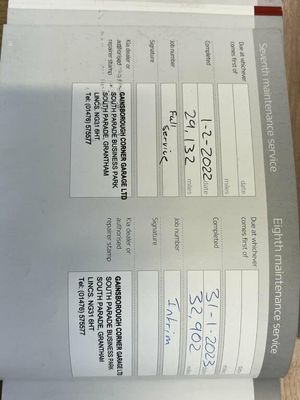 Seventh maintenance service
Due at whichever
comes first of
date
miles
Completed
1-2-2022 date
29,132 miles
Job number
Full
Service
Signature
Kia dealer or
authorised
repairer stamp
GAINSBOROUGH CORNER GARAGE LTD
SOUTH PARADE BUSINESS PARK
SOUTH PARADE, GRANTHAM
LINCS, NG31 6HT
Tel: (01476) 575577
Eighth maintenance service
Due at whichever
comes first of
Completed
31-1-2023
32,902
Job number
Intrim
Signature
Kia dealer or
authorised
repairer stamp
GAINSBOROUGH CORNER GARAGE LTD
SOUTH PARADE BUSINESS PARK
SOUTH PARADE, GRANTHAM
LINCS, NG31 6HT
Tel: (01476) 575577